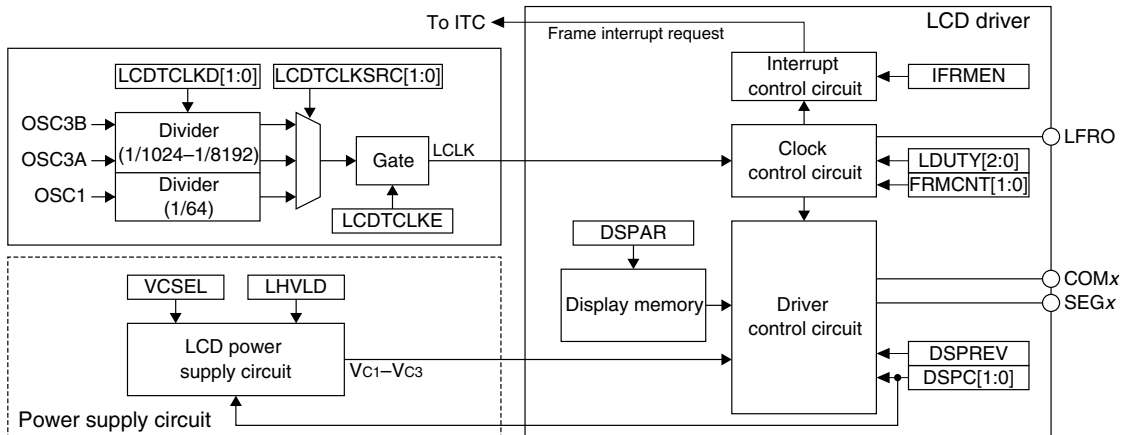 To ITC
Frame interrupt request
LCD driver
LCDTCLKD[1:0]
LCDTCLKSRC[1:0]
Interrupt
control circuit
IFRMEN
OSC3B
OSC3A
OSC1
Divider
(1/1024–1/8192)
Divider
(1/64)
Gate
LCLK
LCDTCLKE
Clock
control circuit
LFRO
LDUTY[2:0]
FRMCNT[1:0]
DSPAR
Display memory
Driver
control circuit
COMx
SEGx
DSPREV
DSPC[1:0]
VCSEL
LHVLD
LCD power
supply circuit
VC1–VC3
Power supply circuit